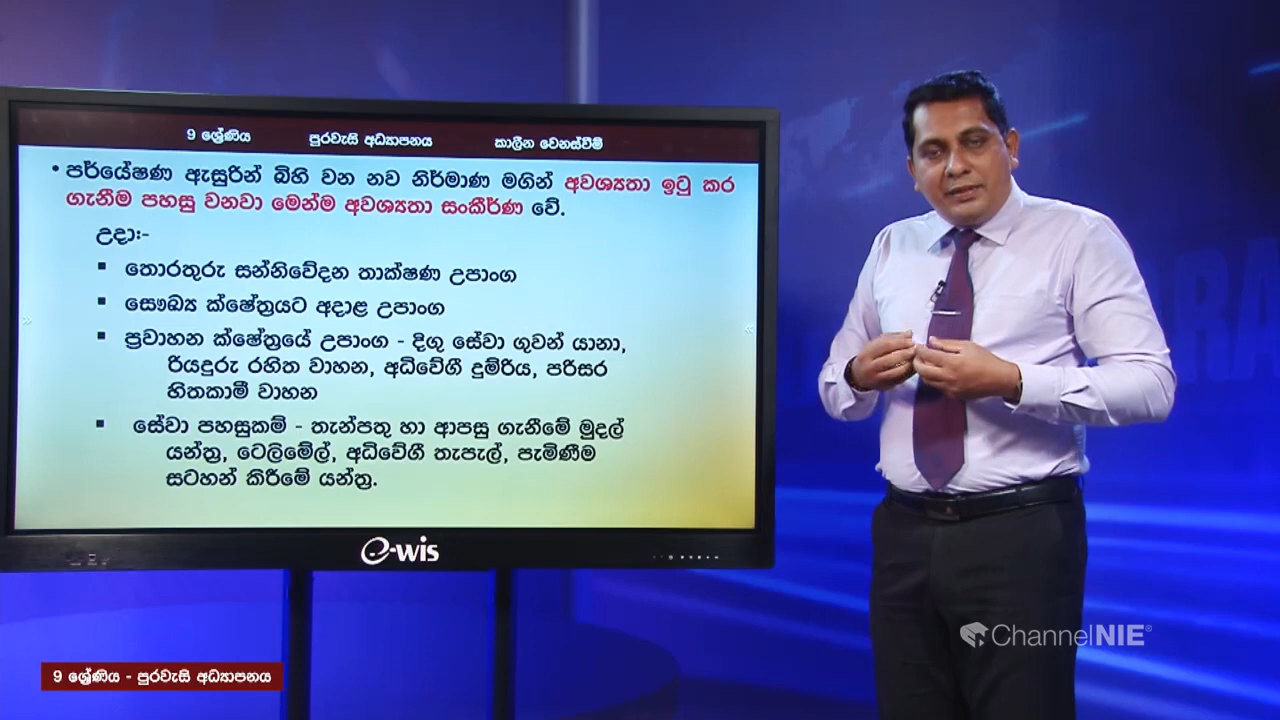 9 ශ්‍රේණිය පුරවැසි අධ්‍යාපනය කාලීන වෙනස්වීම්
• පර්යේෂණ ඇසුරින් බිහි වන නව නිර්මාණ මගින් අවශ්‍යතා ඉටු කර
ගැනීම පහසු වනවා මෙන්ම අවශ්‍යතා සංකීර්ණ වේ.
උදා:-
▪ තොරතුරු සන්නිවේදන තාක්ෂණ උපාංග
▪ සෞඛ්‍ය ක්ෂේත්‍රයට අදාළ උපාංග
▪ ප්‍රවාහන ක්ෂේත්‍රයේ උපාංග - දිගු සේවා ගුවන් යානා,
රියදුරු රහිත වාහන, අධිවේගී දුම්රිය, පරිසර
හිතකාමී වාහන
▪ සේවා පහසුකම් - තැන්පතු හා ආපසු ගැනීමේ මුදල්
යන්ත්‍ර, ටෙලිමේල්, අධිවේගී තැපැල්, පැමිණීම
සටහන් කිරීමේ යන්ත්‍ර.
e-wis
ChannelNIE®
9 ශ්‍රේණිය - පුරවැසි අධ්‍යාපනය